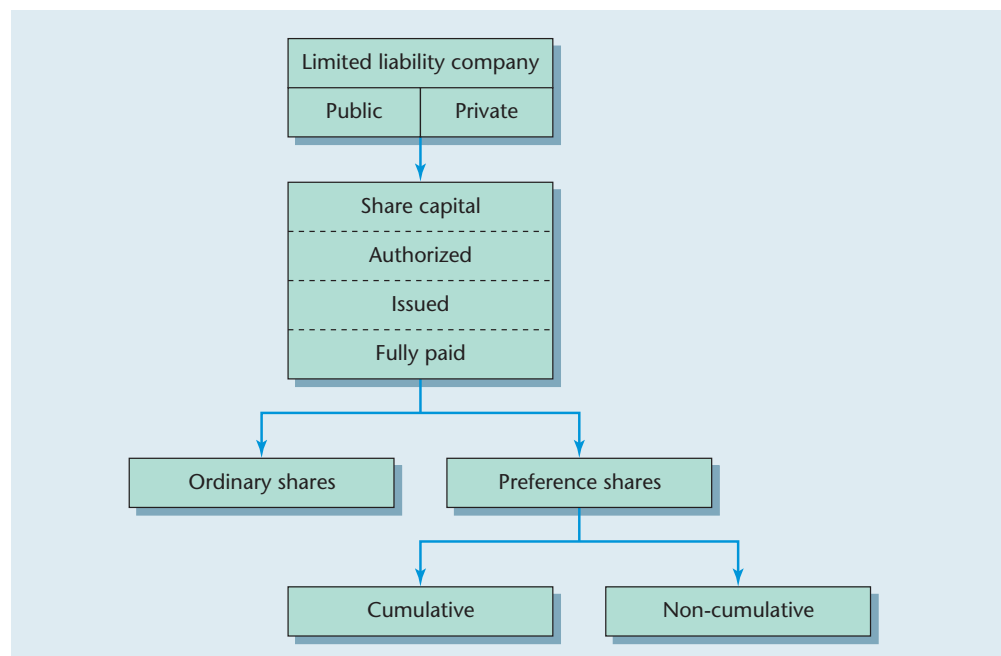 Limited liability company
Public Private
Share capital
Authorized
Issued
Fully paid
Ordinary shares Preference shares
Cumulative Non-cumulative